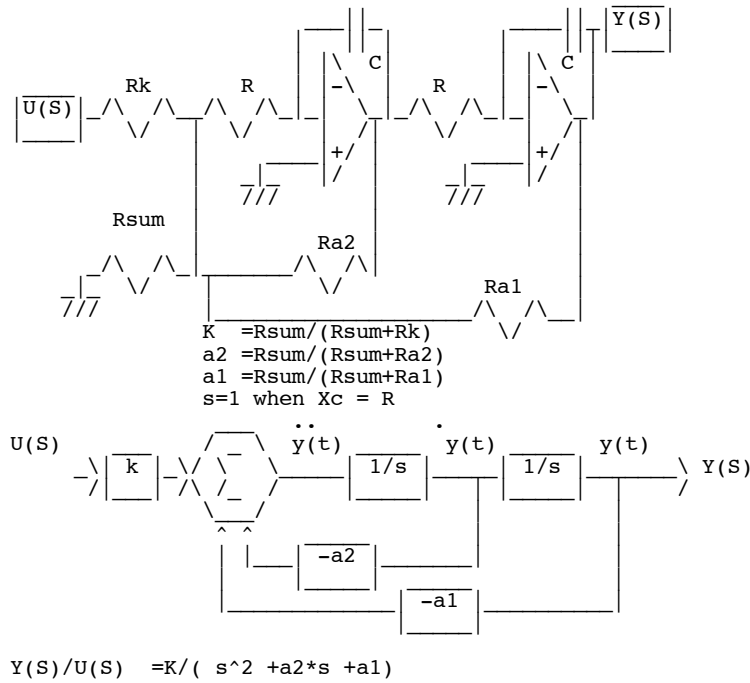 Y(S)
C C
Rk R R
U(S)
- -
+ +
Rsum
Ra2
Ra1
K =Rsum/(Rsum+Rk)
a2 =Rsum/(Rsum+Ra2)
a1 =Rsum/(Rsum+Ra1)
s=1 when Xc = R
U(S) y(t) y(t) y(t)
k 1/s 1/s Y(S)
-a2
-a1
Y(S)/U(S) =K/( s^2 +a2*s +a1)